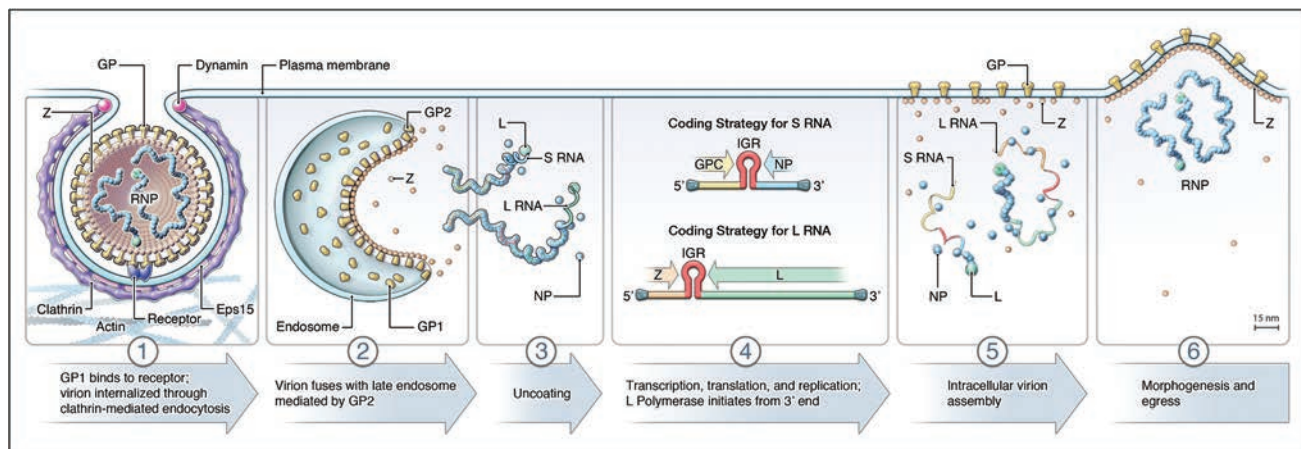 GP
Dynamin
Plasma membrane
Z
RNP
Clathrin
Actin
Receptor
Eps15
GP2
Z
Endosome
GP1
L
S RNA
L RNA
NP
Coding Strategy for S RNA
IGR
GPC
NP
5'
3'
Coding Strategy for L RNA
IGR
Z
L
5'
3'
GP
L RNA
Z
S RNA
NP
L
Z
RNP
15 nm
1
GP1 binds to receptor;
virion internalized through
clathrin-mediated endocytosis
2
Virion fuses with late endosome
mediated by GP2
3
Uncoating
4
Transcription, translation, and replication;
L Polymerase initiates from 3' end
5
Intracellular virion
assembly
6
Morphogenesis and
egress